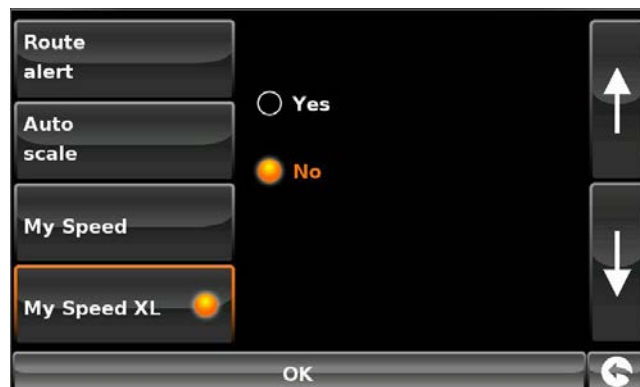 Route
alert
Auto
scale
My Speed
My Speed XL
Yes
No
OK